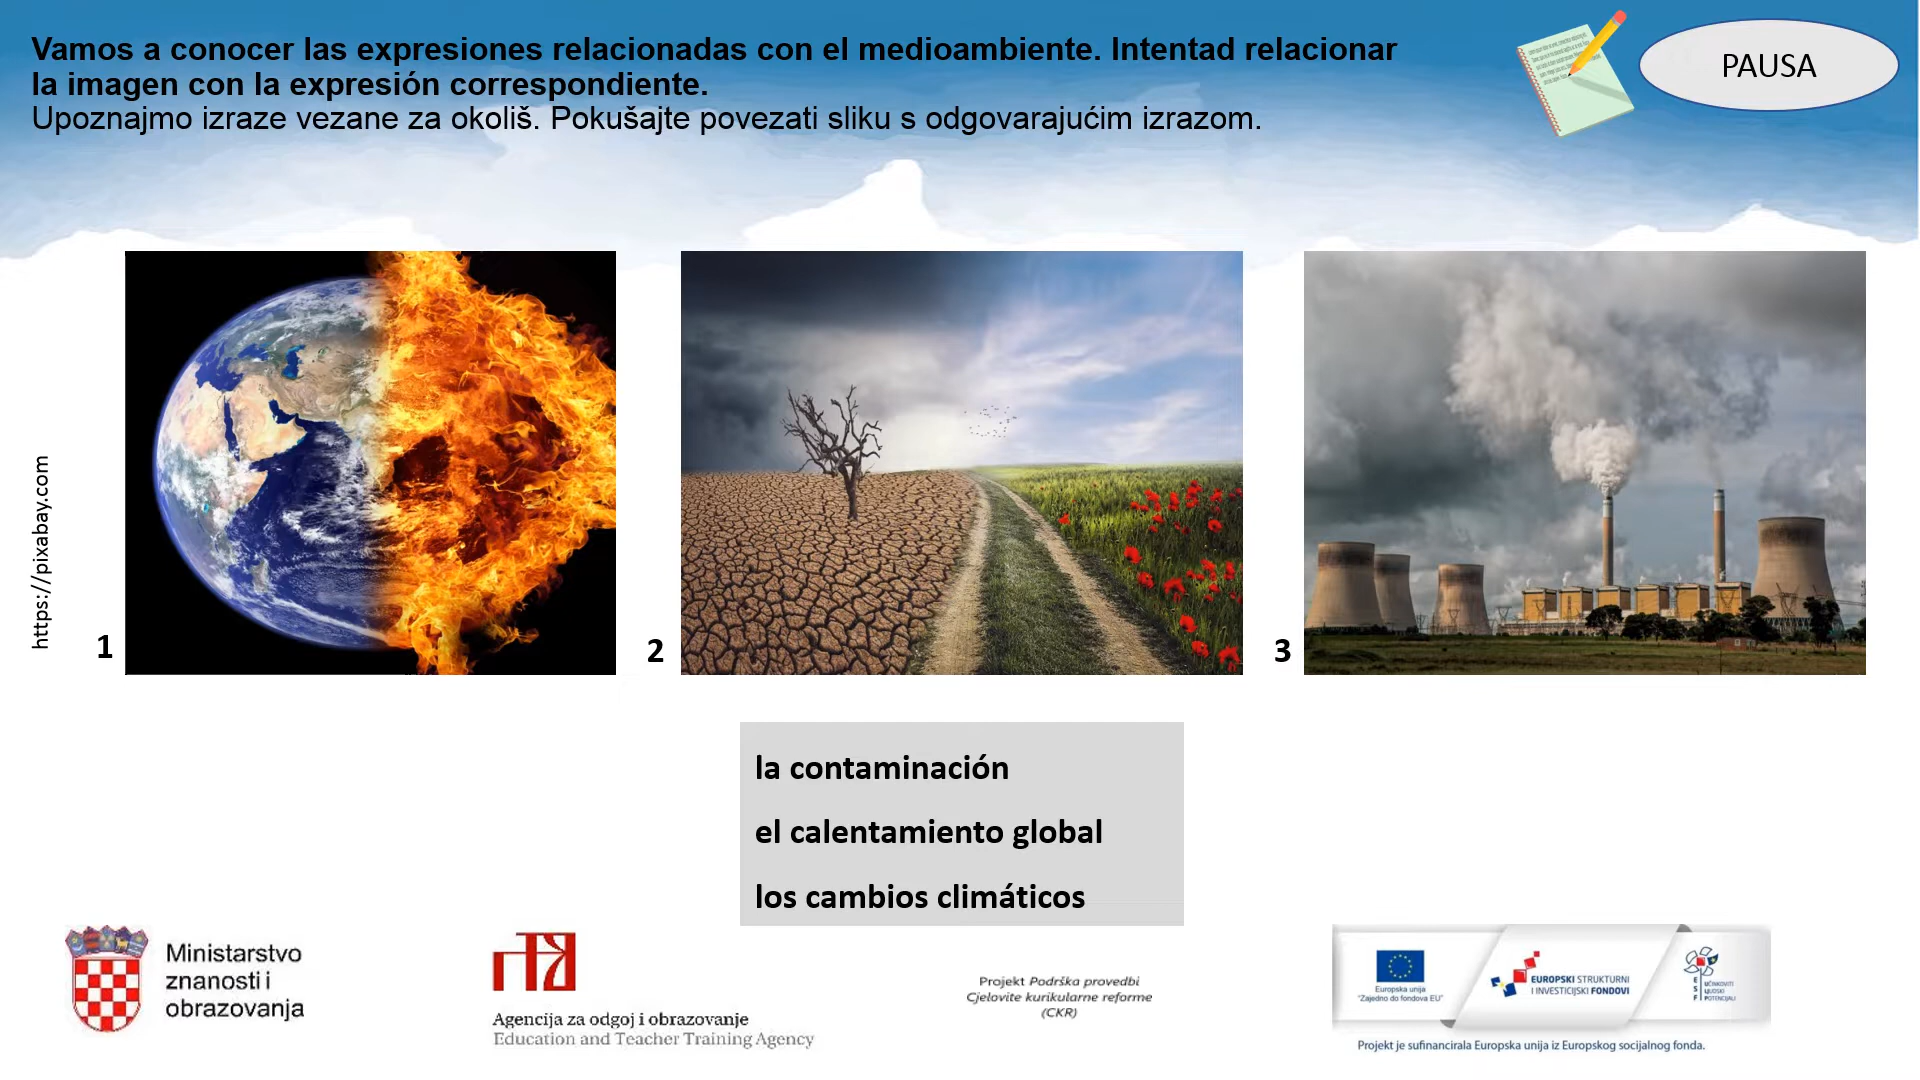 Vamos a conocer las expresiones relacionadas con el medioambiente. Intentad relacionar
la imagen con la expresión correspondiente.
Upoznajmo izraze vezane za okoliš. Pokušajte povezati sliku s odgovarajućim izrazom.
PAUSA
https://pixabay.com
1
2
3
la contaminación
el calentamiento global
los cambios climáticos
Ministarstvo
znanosti i
obrazovanja
Agencija za odgoj i obrazovanje
Education and Teacher Training Agency
Projekt Podrška provedbi
Cjelovite kurikularne reforme
(CKR)
Europska unija
"Zajedno do fondova EU"
EUROPSKI STRUKTURNI
I INVESTICIJSKI FONDOVI
ESF
UČINKOVITI
LJUDSKI
POTENCIJALI
Projekt je sufinancirala Europska unija iz Europskog socijalnog fonda.